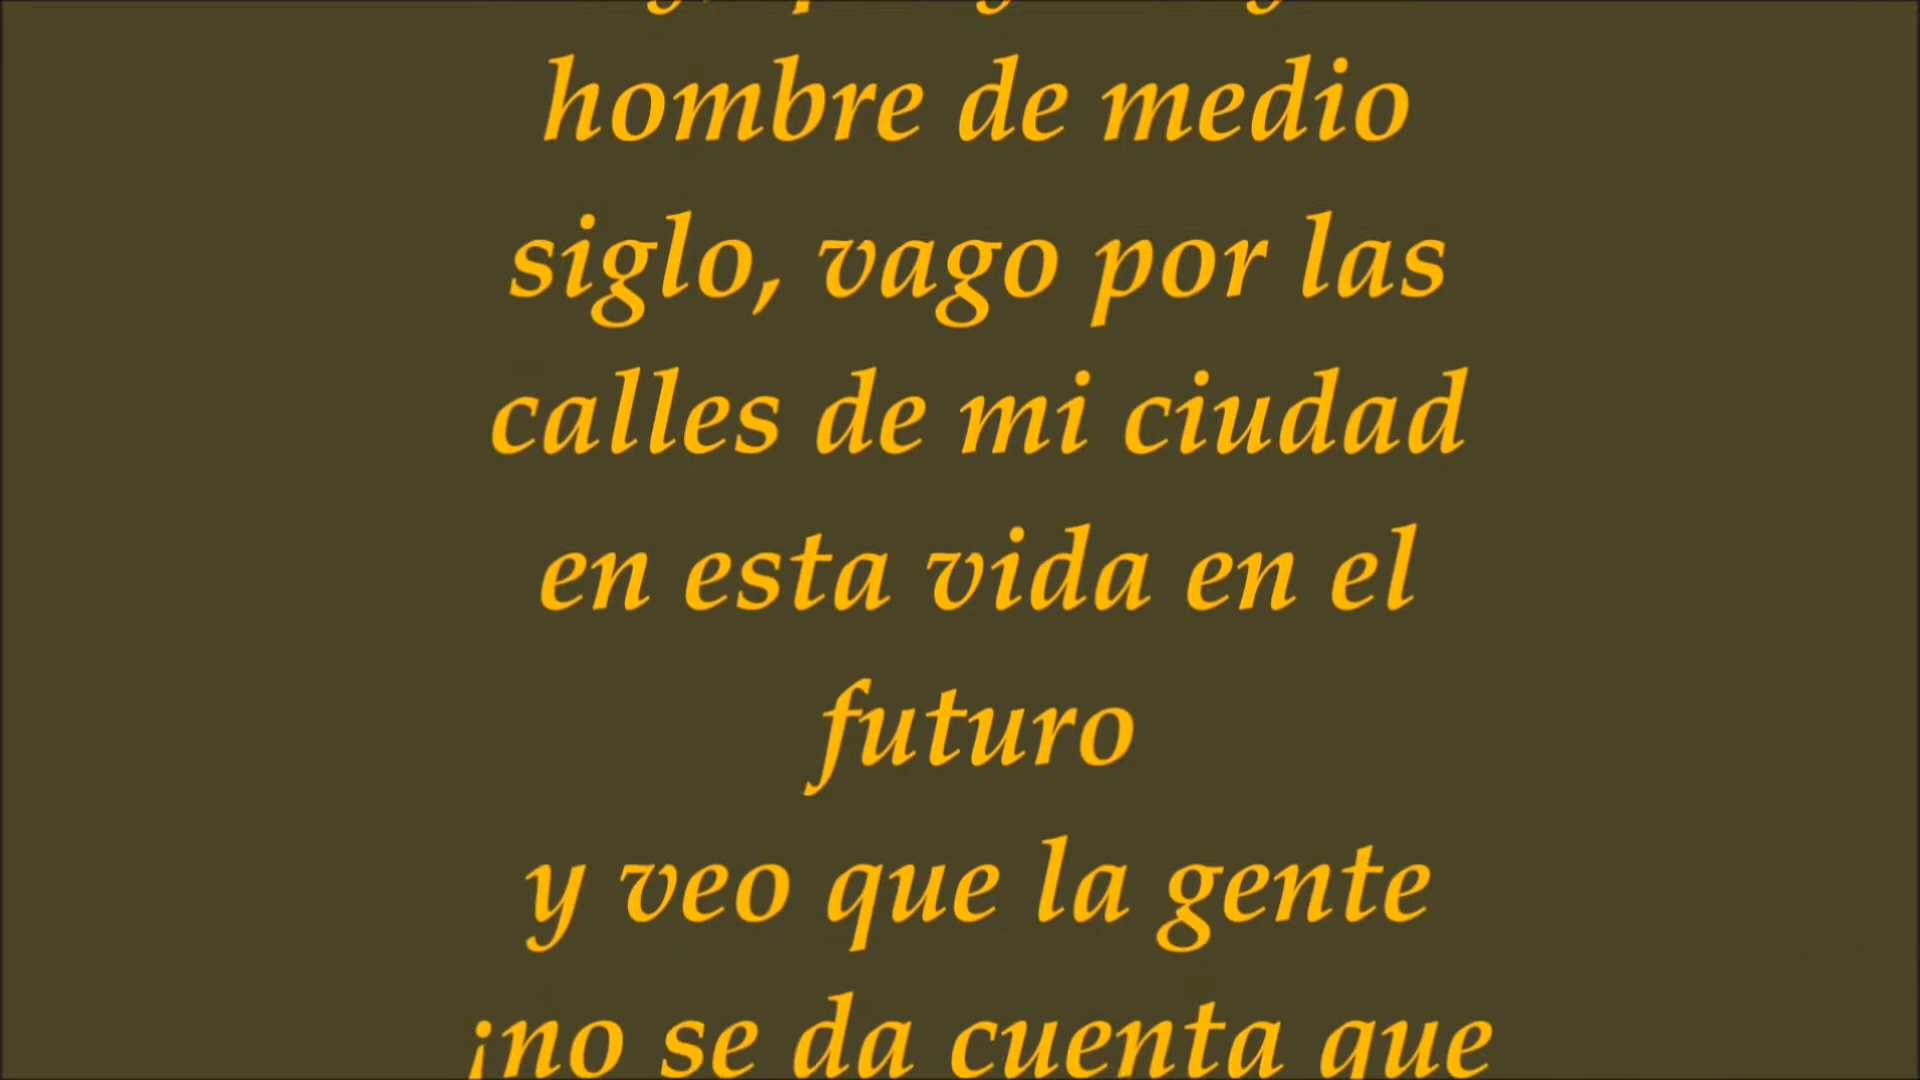 hombre de medio
siglo, vago por las
calles de mi ciudad
en esta vida en el
futuro
y veo que la gente
¡no se da cuenta que